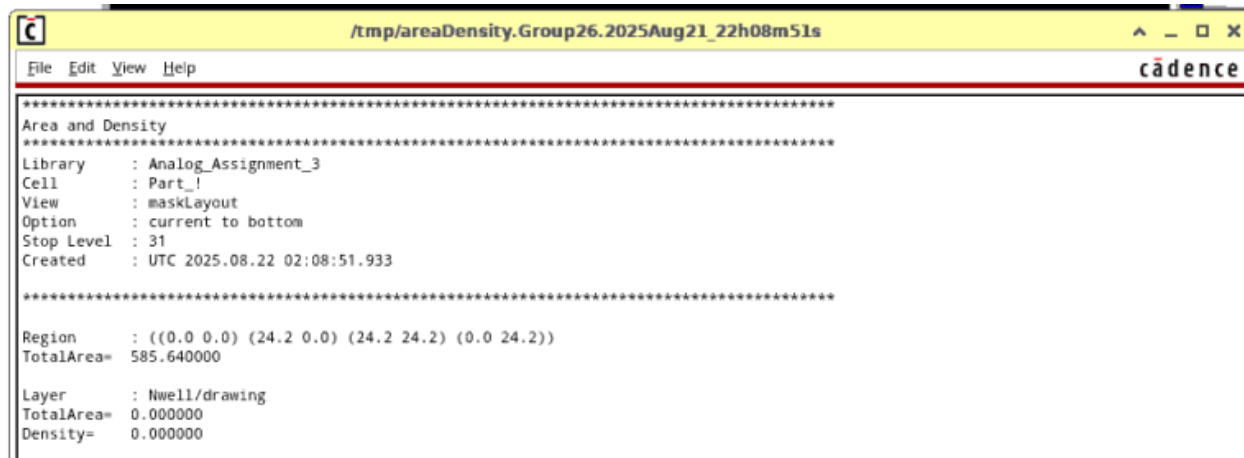 /tmp/areaDensity.Group26.2025Aug21_22h08m51s
File Edit View Help
cādence
******************************************************************************************
Area and Density
******************************************************************************************
Library : Analog_Assignment_3
Cell : Part_!
View : maskLayout
Option : current to bottom
Stop Level : 31
Created : UTC 2025.08.22 02:08:51.933
******************************************************************************************
Region : ((0.0 0.0) (24.2 0.0) (24.2 24.2) (0.0 24.2))
TotalArea= 585.640000
Layer : Nwell/drawing
TotalArea= 0.000000
Density= 0.000000